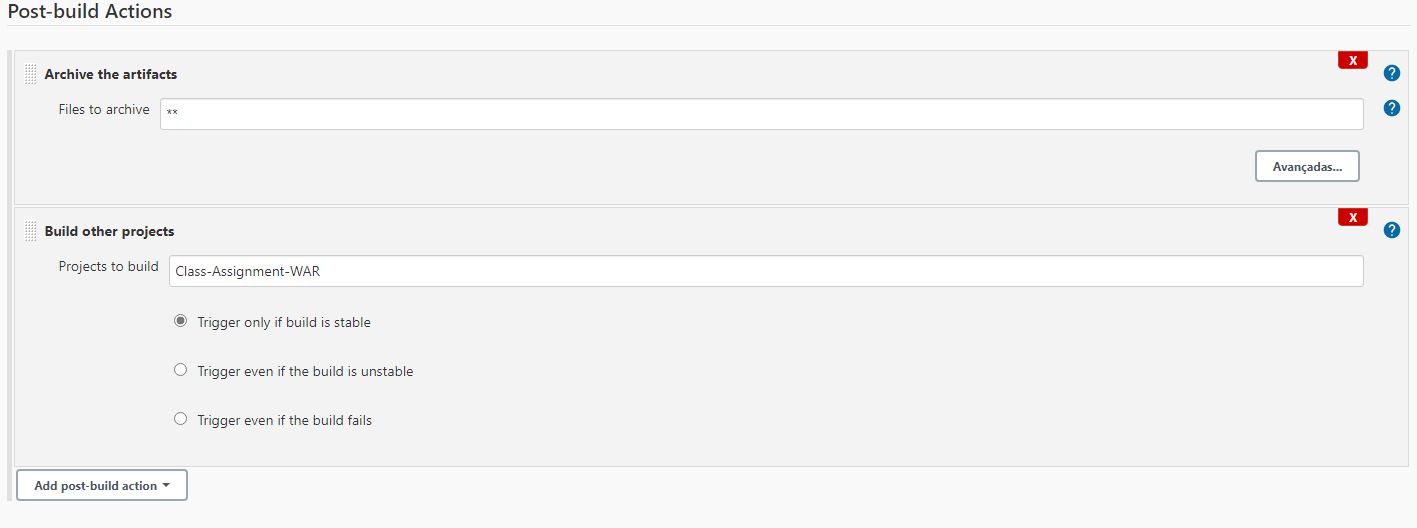 Post-build Actions
X
Archive the artifacts
?
Files to archive
**
?
Avançadas...
X
Build other projects
?
Projects to build
Class-Assignment-WAR
Trigger only if build is stable
Trigger even if the build is unstable
Trigger even if the build fails
Add post-build action